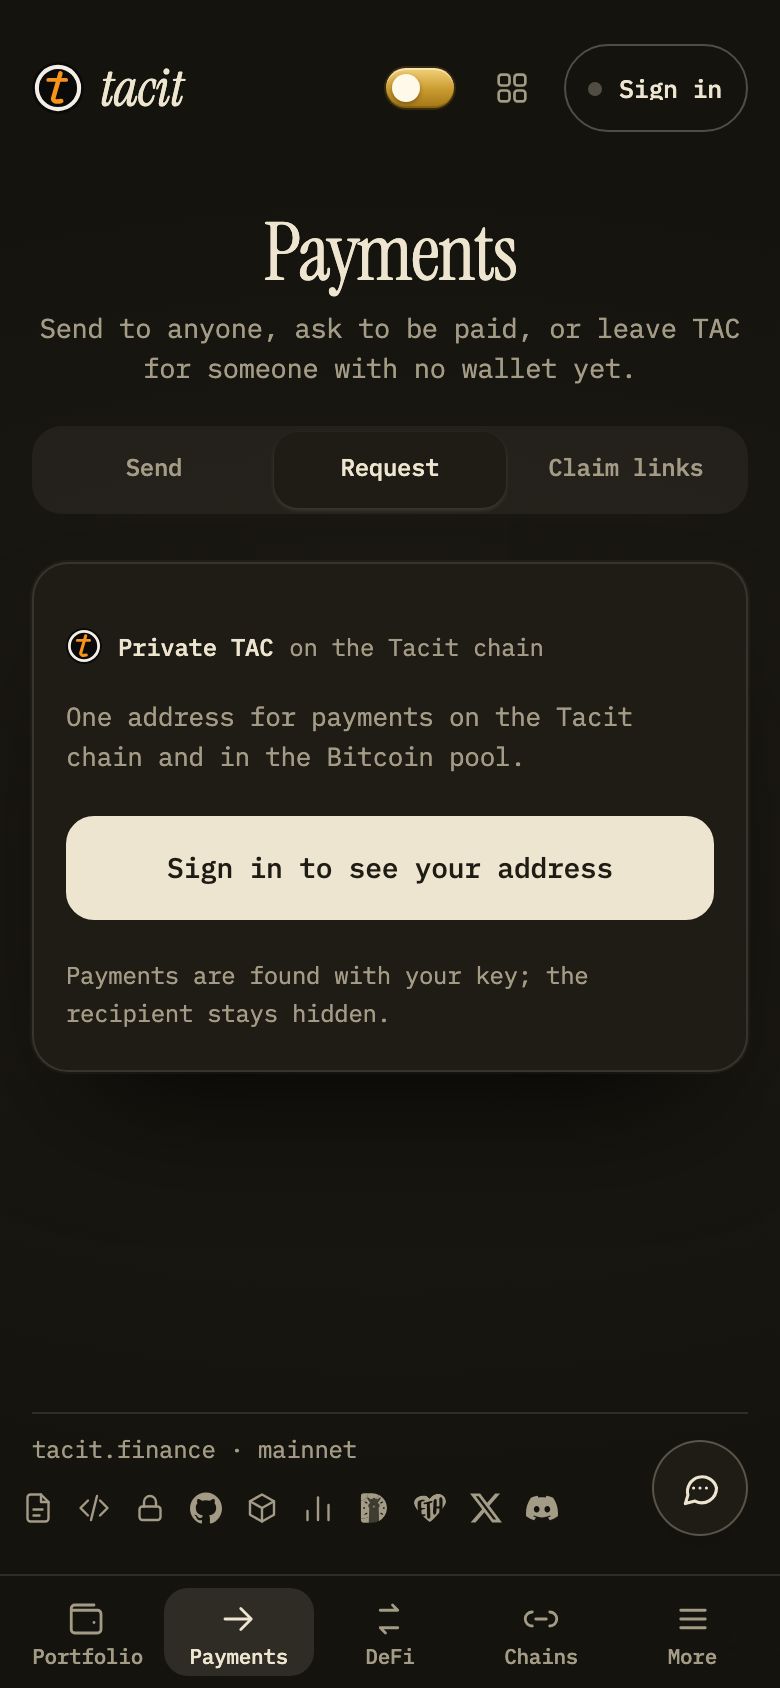 tacit
Sign in
Payments
Send to anyone, ask to be paid, or leave TAC
for someone with no wallet yet.
Send
Request
Claim links
Private TAC on the Tacit chain
One address for payments on the Tacit
chain and in the Bitcoin pool.
Sign in to see your address
Payments are found with your key; the
recipient stays hidden.
tacit.finance · mainnet
ETH
Portfolio
Payments
DeFi
Chains
More